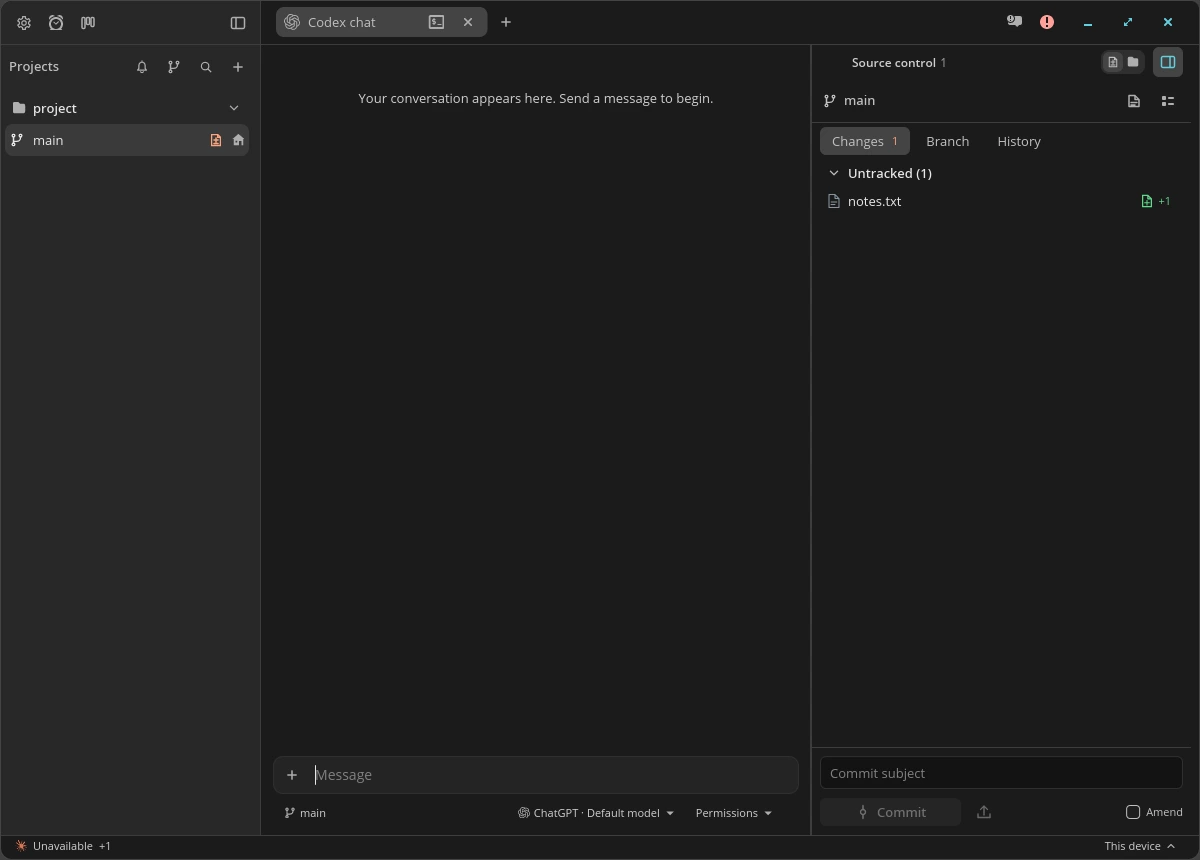 Codex chat
Projects
project
main
Your conversation appears here. Send a message to begin.
Message
main
ChatGPT · Default model
Permissions
Source control 1
main
Changes 1
Branch
History
Untracked (1)
notes.txt
+1
Commit subject
Commit
Amend
Unavailable +1
This device